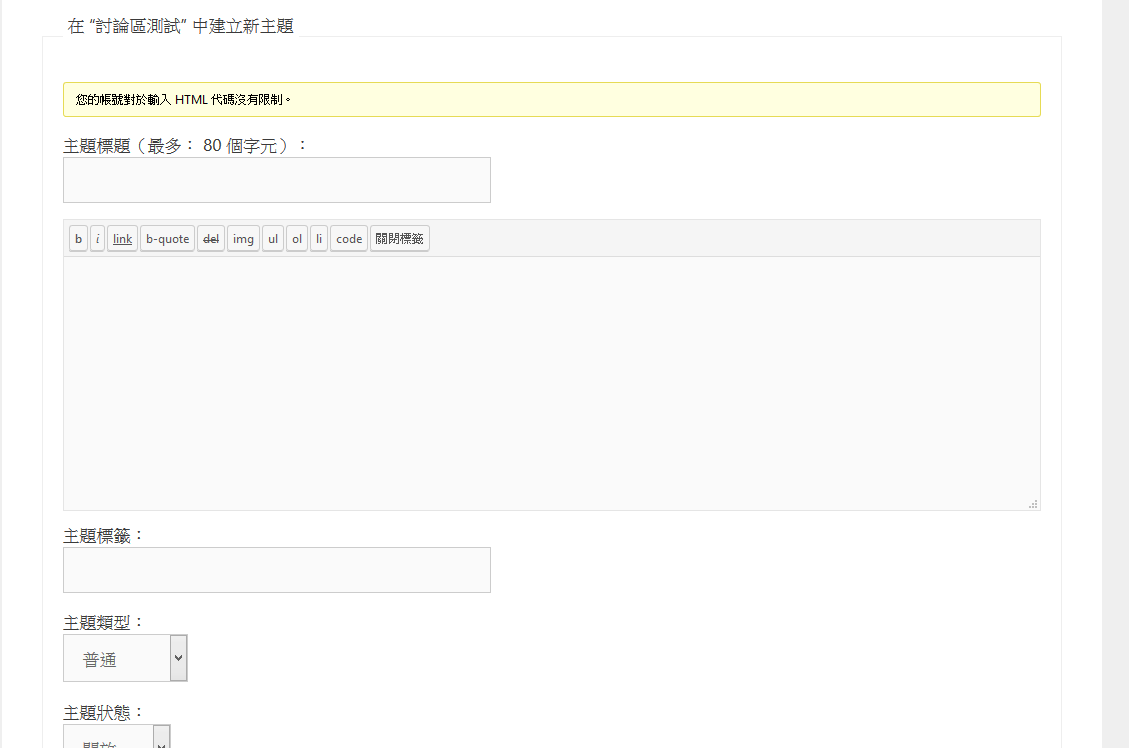 在 “討論區測試” 中建立新主題
您的帳號對於輸入 HTML 代碼沒有限制。
主題標題（最多： 80 個字元）：
b i link b-quote del img ul ol li code 關閉標籤
主題標籤：
主題類型：
普通
主題狀態：
開放